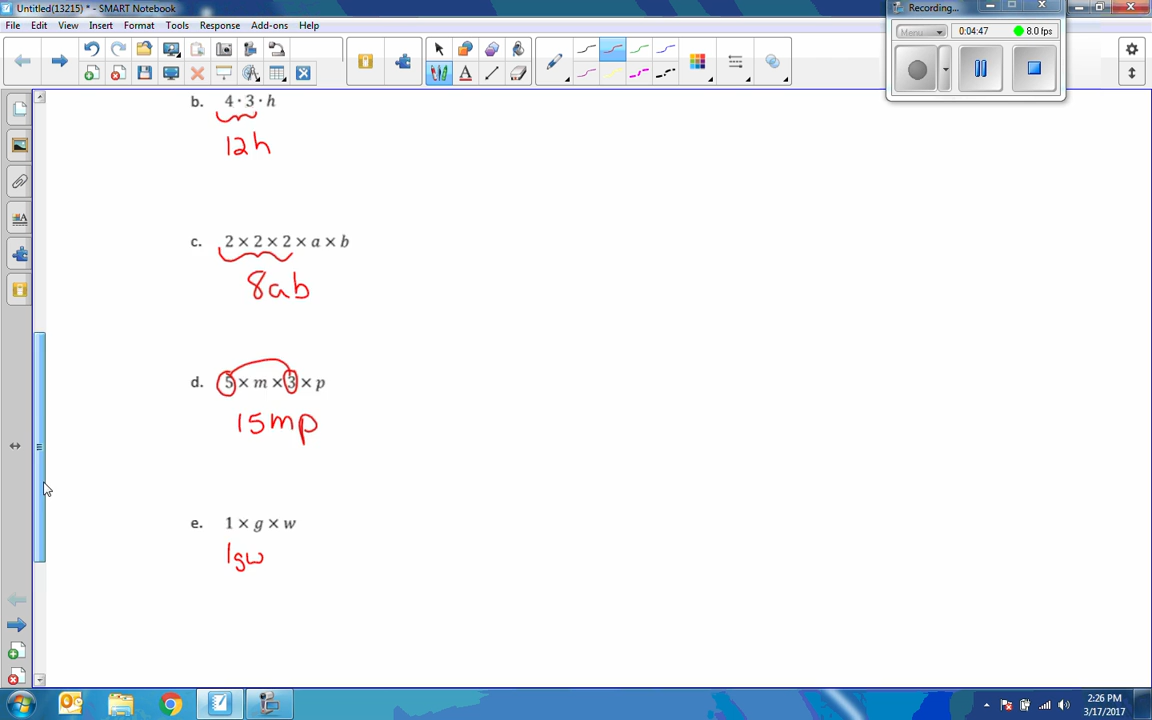 Untitled(13215) * - SMART Notebook
Recording...
File Edit View Insert Format Tools Response Add-ons Help
Menu
0:04:47
8.0 fps
b. 4 · 3 · h
12h
c. 2 × 2 × 2 × a × b
8ab
d. 5 × m × 3 × p
15mp
e. 1 × g × w
1gw
2:26 PM
3/17/2017